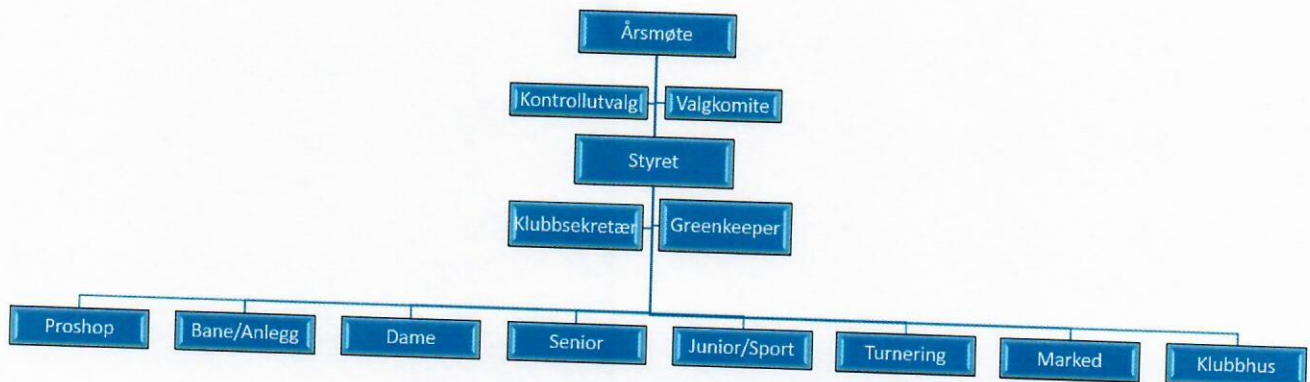 Årsmøte
Kontrollutvalg
Valgkomite
Styret
Klubbsekretær
Greenkeeper
Proshop
Bane/Anlegg
Dame
Senior
Junior/Sport
Turnering
Marked
Klubbhus